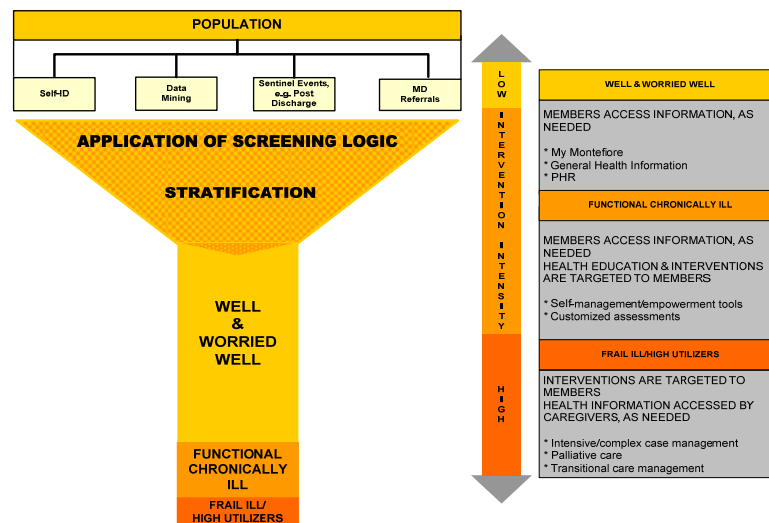 POPULATION
Self-ID
Data
Mining
Sentinel Events,
e.g. Post
Discharge
MD
Referrals
APPLICATION OF SCREENING LOGIC
STRATIFICATION
WELL
&
WORRIED
WELL
FUNCTIONAL
CHRONICALLY
ILL
FRAIL ILL/
HIGH UTILIZERS
LOW
INTERVENTION INTENSITY
HIGH
WELL & WORRIED WELL
MEMBERS ACCESS INFORMATION, AS
NEEDED
* My Montefiore
* General Health Information
* PHR
FUNCTIONAL CHRONICALLY ILL
MEMBERS ACCESS INFORMATION, AS
NEEDED
HEALTH EDUCATION & INTERVENTIONS
ARE TARGETED TO MEMBERS
* Self-management/empowerment tools
* Customized assessments
FRAIL ILL/HIGH UTILIZERS
INTERVENTIONS ARE TARGETED TO
MEMBERS
HEALTH INFORMATION ACCESSED BY
CAREGIVERS, AS NEEDED
* Intensive/complex case management
* Palliative care
* Transitional care management